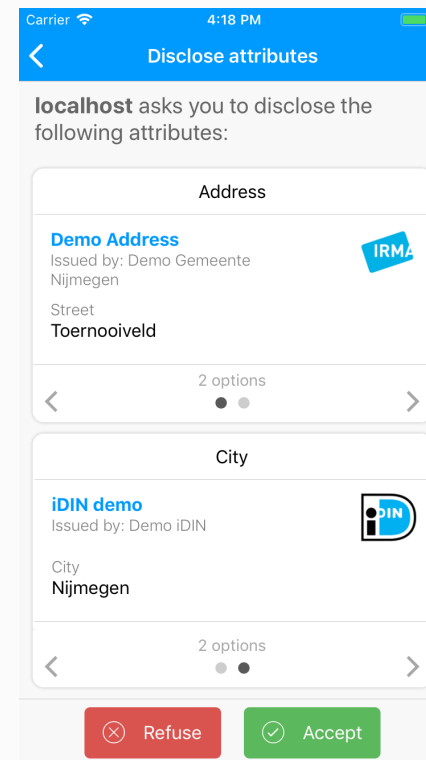 Carrier 4:18 PM
Disclose attributes
localhost asks you to disclose the
following attributes:
Address
Demo Address
IRMA
Issued by: Demo Gemeente
Nijmegen
Street
Toernooiveld
2 options
City
iDIN demo
Issued by: Demo iDIN
DIN
City
Nijmegen
2 options
Refuse Accept